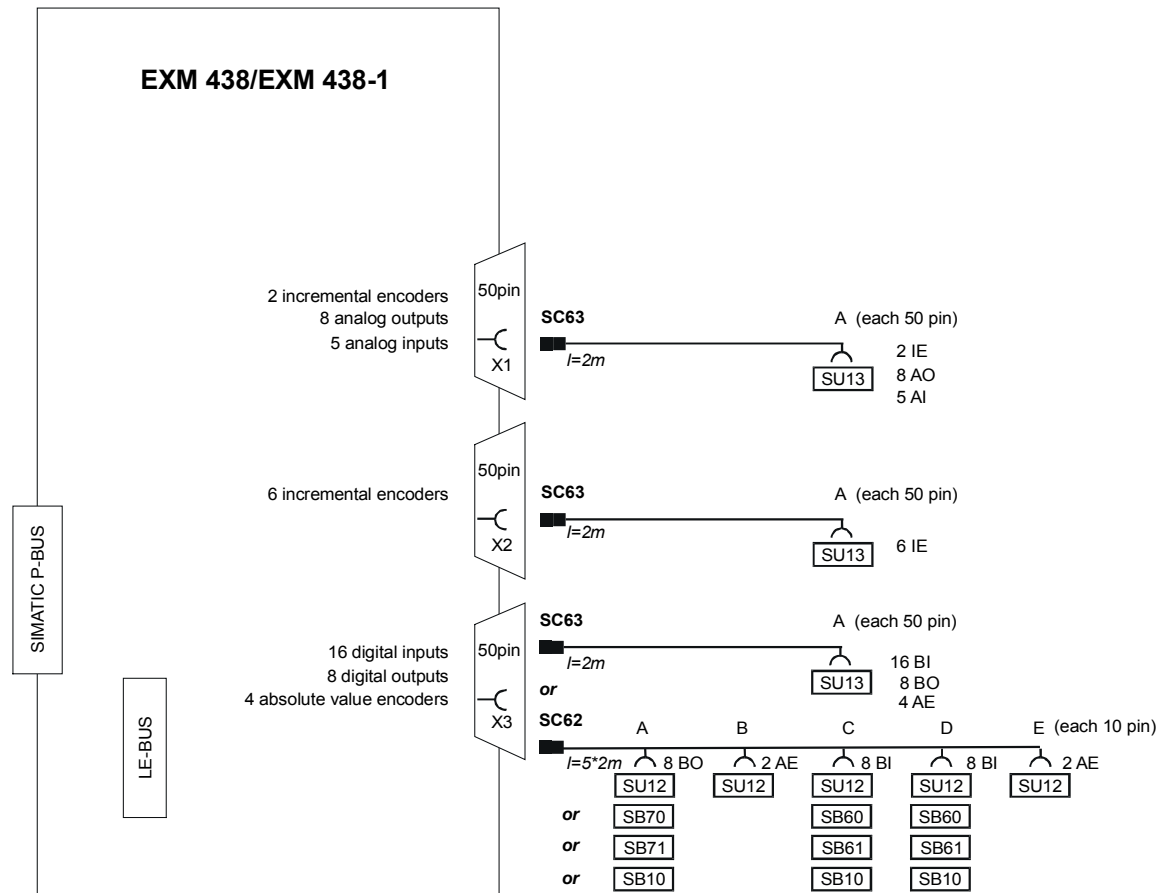 EXM 438/EXM 438-1
2 incremental encoders
8 analog outputs
5 analog inputs
50pin
X1
SC63
l=2m
A (each 50 pin)
SU13
2 IE
8 AO
5 AI
6 incremental encoders
50pin
X2
SC63
l=2m
A (each 50 pin)
SU13
6 IE
SIMATIC P-BUS
LE-BUS
16 digital inputs
8 digital outputs
4 absolute value encoders
50pin
X3
SC63
l=2m
A (each 50 pin)
SU13
16 BI
8 BO
4 AE
or
SC62
A B C D E (each 10 pin)
l=5*2m 8 BO 2 AE 8 BI 8 BI 2 AE
SU12 SU12 SU12 SU12 SU12
or SB70 SB60 SB60
or SB71 SB61 SB61
or SB10 SB10 SB10